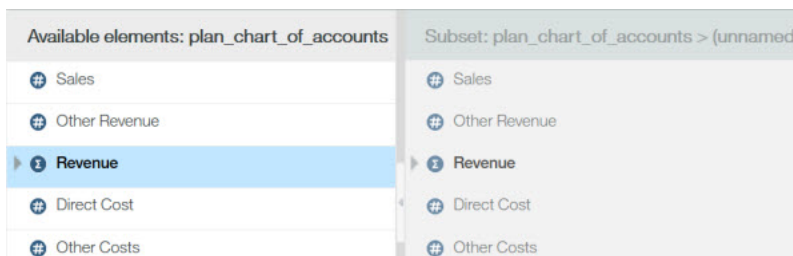 Available elements: plan_chart_of_accounts
Sales
Other Revenue
Revenue
Direct Cost
Other Costs
Subset: plan_chart_of_accounts > (unnamed
Sales
Other Revenue
Revenue
Direct Cost
Other Costs